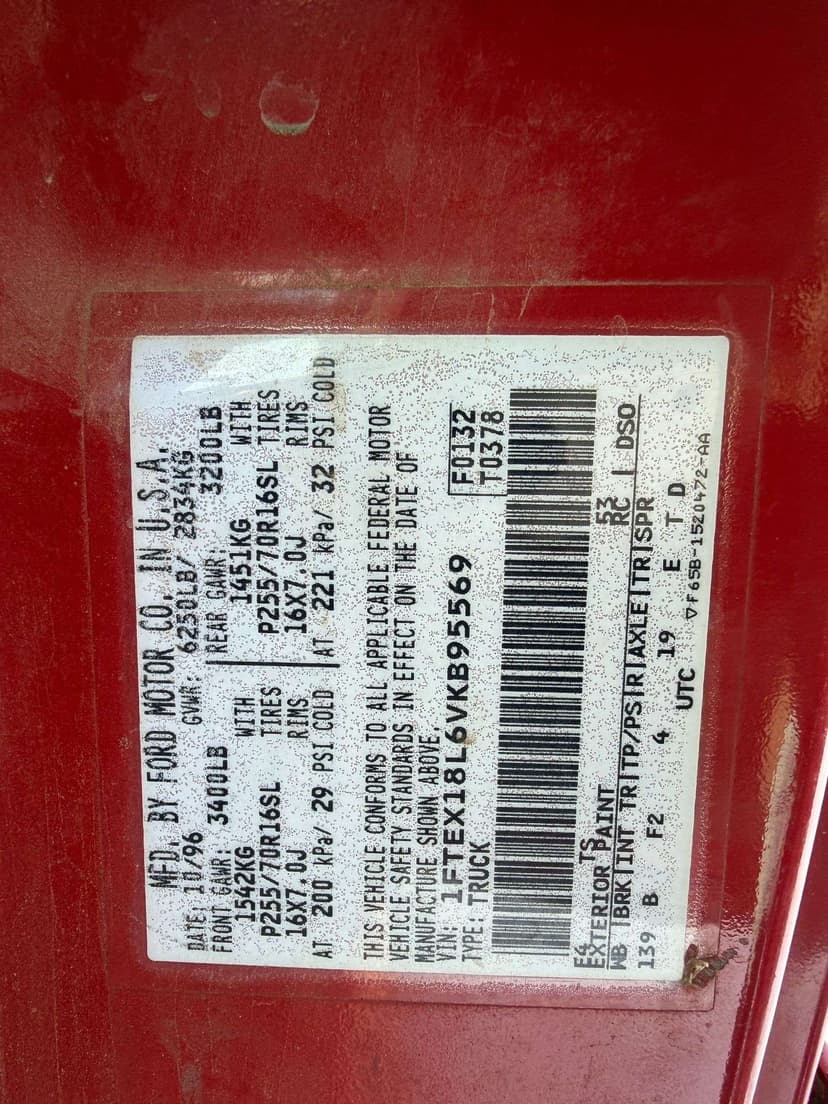 MFD. BY FORD MOTOR CO. IN U.S.A.
DATE: 10/96 GVWR: 6250LB/ 2834KG
FRONT GAWR: 3400LB REAR GAWR: 3200LB
1542KG WITH 1451KG WITH
P255/70R16SL TIRES P255/70R16SL TIRES
16X7.0J RIMS 16X7.0J RIMS
AT 200 kPa/ 29 PSI COLD AT 221 kPa/ 32 PSI COLD
THIS VEHICLE CONFORMS TO ALL APPLICABLE FEDERAL MOTOR
VEHICLE SAFETY STANDARDS IN EFFECT ON THE DATE OF
MANUFACTURE SHOWN ABOVE.
VIN: 1FTEX18L6VKB95569 F0132
TYPE: TRUCK T0378
E4 TS 53
EXTERIOR PAINT RC DSO
WB BRK INT TR TP/PS R AXLE TR SPR
139 B F2 4 19 E T D
UTC ▽F65B-1520472-AA